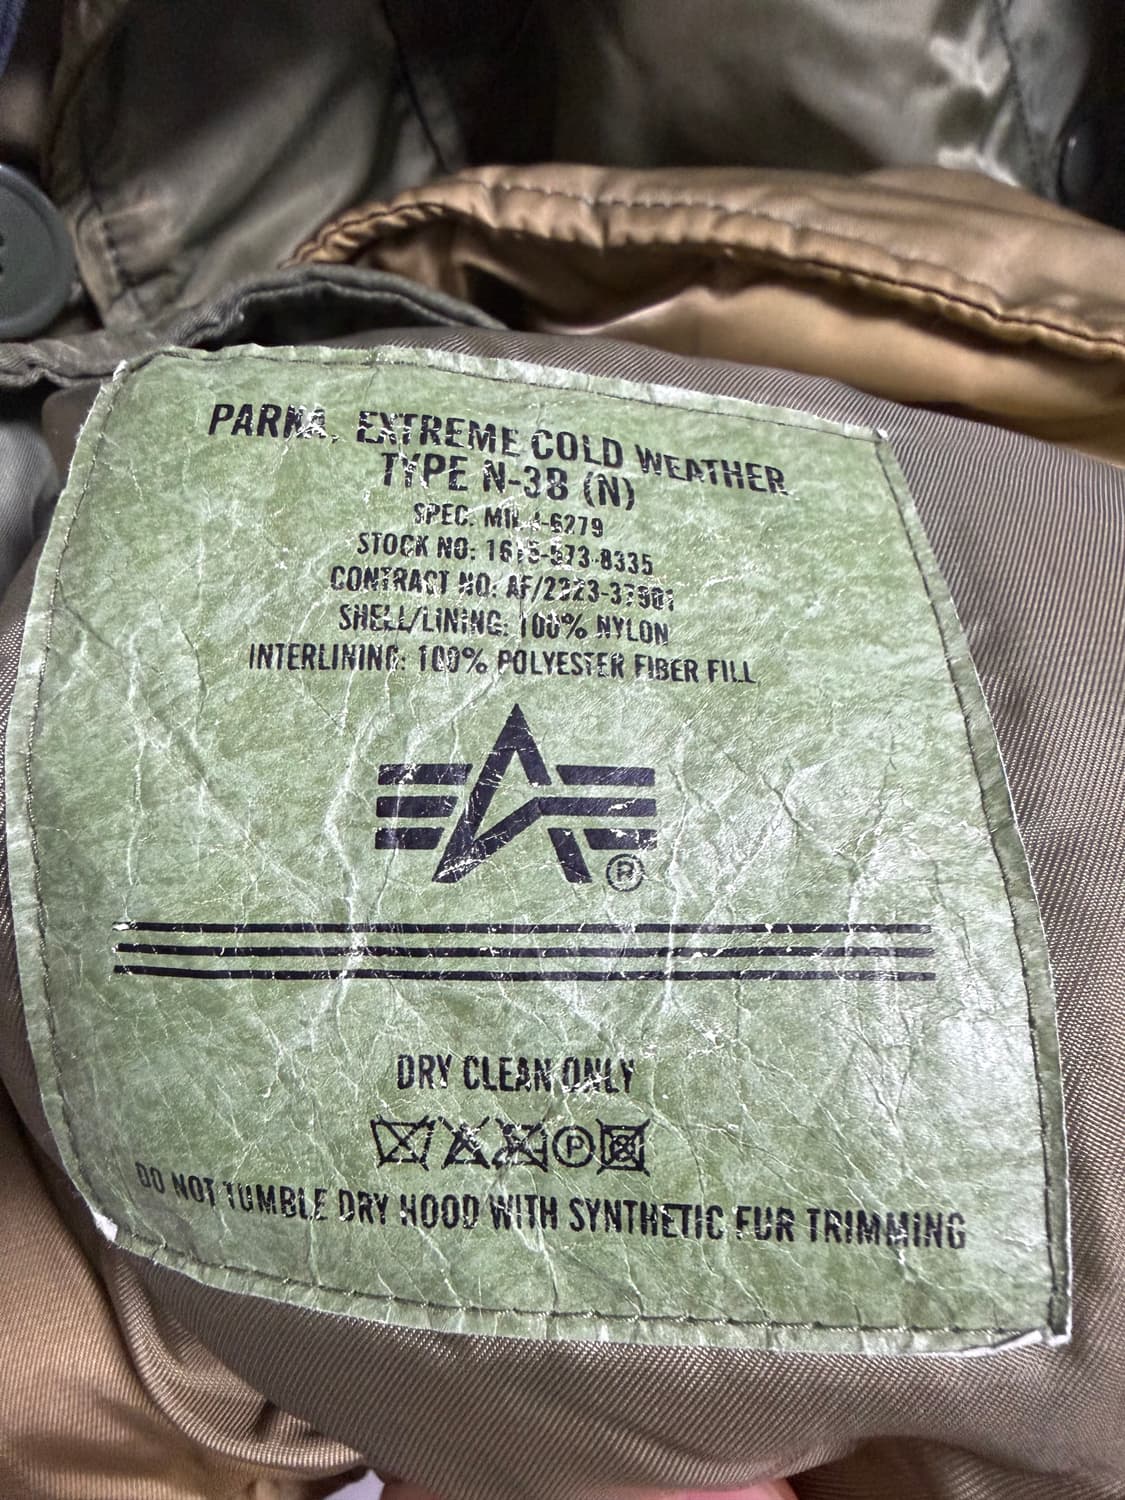 PARKA, EXTREME COLD WEATHER
TYPE N-3B (N)
SPEC. MIL-J-6279
STOCK NO: 1615-573-8335
CONTRACT NO: AF/2323-37901
SHELL/LINING: 100% NYLON
INTERLINING: 100% POLYESTER FIBER FILL
®
DRY CLEAN ONLY
P
DO NOT TUMBLE DRY HOOD WITH SYNTHETIC FUR TRIMMING